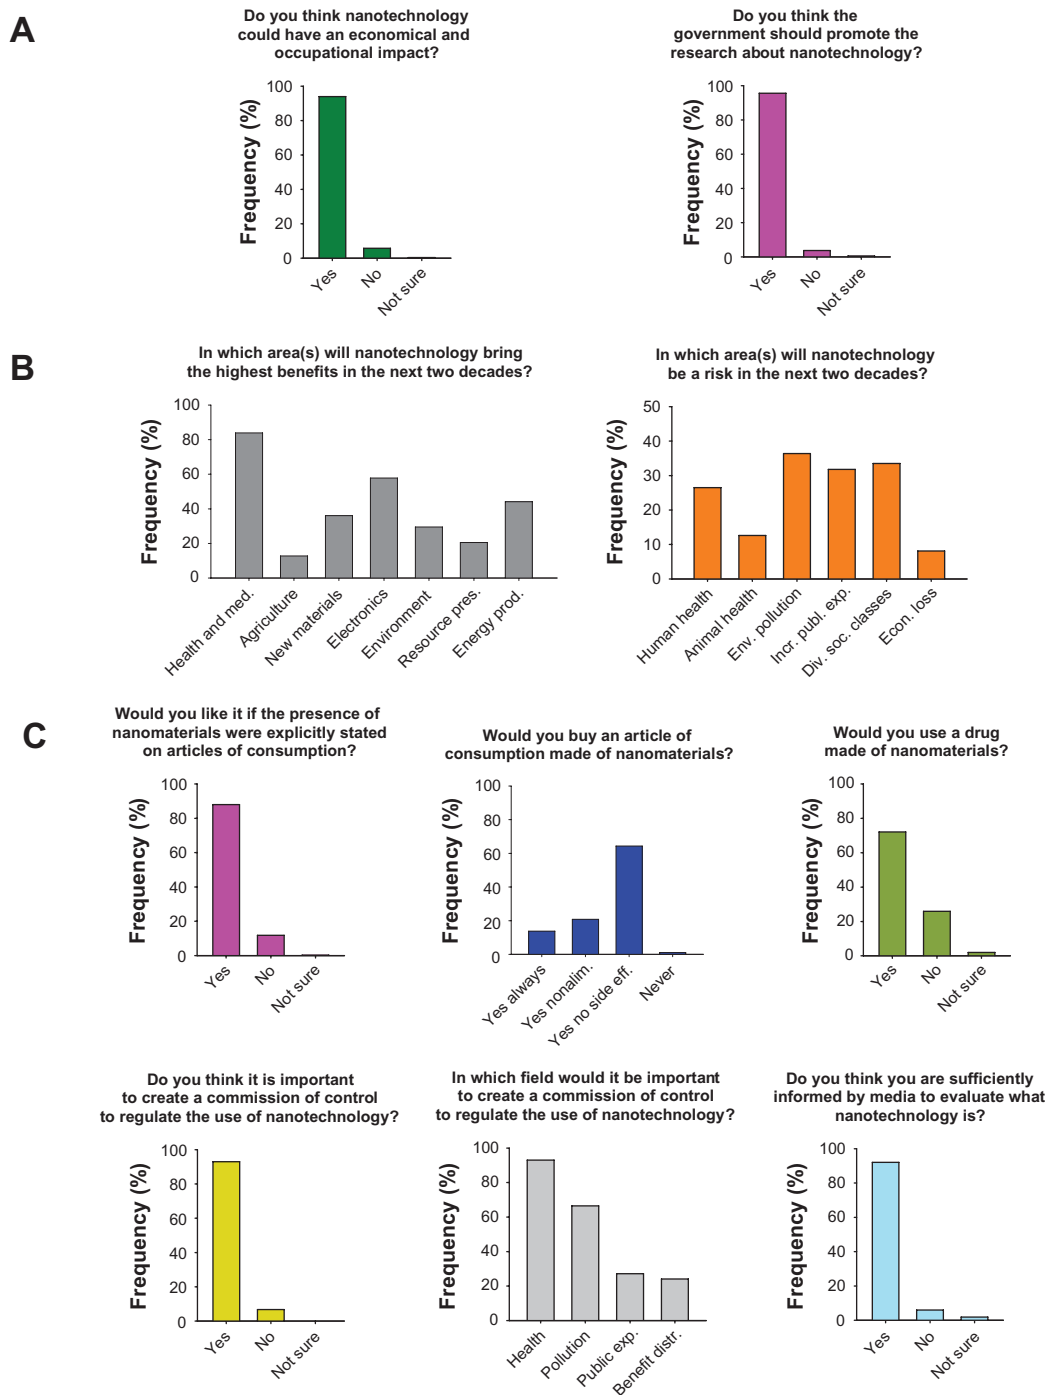 A
Do you think nanotechnology
could have an economical and
occupational impact?
Frequency (%)
100
80
60
40
20
0
Yes
No
Not sure
Do you think the
government should promote the
research about nanotechnology?
Frequency (%)
100
80
60
40
20
0
Yes
No
Not sure
B
In which area(s) will nanotechnology bring
the highest benefits in the next two decades?
Frequency (%)
100
80
60
40
20
0
Health and med.
Agriculture
New materials
Electronics
Environment
Resource pres.
Energy prod.
In which area(s) will nanotechnology
be a risk in the next two decades?
Frequency (%)
50
40
30
20
10
0
Human health
Animal health
Env. pollution
Incr. publ. exp.
Div. soc. classes
Econ. loss
C
Would you like it if the presence of
nanomaterials were explicitly stated
on articles of consumption?
Frequency (%)
100
80
60
40
20
0
Yes
No
Not sure
Would you buy an article of
consumption made of nanomaterials?
Frequency (%)
100
80
60
40
20
0
Yes always
Yes nonalim.
Yes no side eff.
Never
Would you use a drug
made of nanomaterials?
Frequency (%)
100
80
60
40
20
0
Yes
No
Not sure
Do you think it is important
to create a commission of control
to regulate the use of nanotechnology?
Frequency (%)
100
80
60
40
20
0
Yes
No
Not sure
In which field would it be important
to create a commission of control
to regulate the use of nanotechnology?
Frequency (%)
100
80
60
40
20
0
Health
Pollution
Public exp.
Benefit distr.
Do you think you are sufficiently
informed by media to evaluate what
nanotechnology is?
Frequency (%)
100
80
60
40
20
0
Yes
No
Not sure